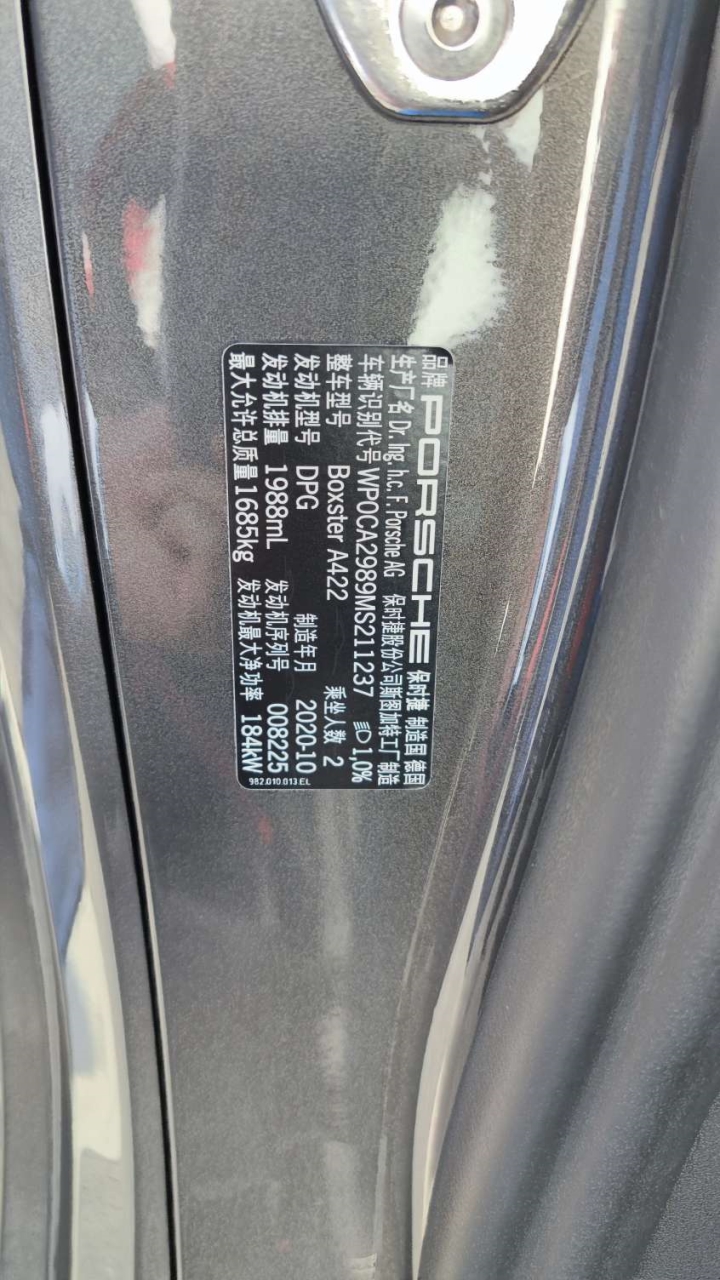 品牌 PORSCHE 保时捷 制造国 德国
生产厂名 Dr. Ing. h.c. F. Porsche AG 保时捷股份公司斯图加特工厂制造
车辆识别代号 WP0CA2989MS211237 1,0%
整车型号 Boxster A422 乘坐人数 2
发动机型号 DPG 制造年月 2020-10
发动机排量 1988mL 发动机序列号 008225
最大允许总质量 1685kg 发动机最大净功率 184kW
982.010.013.EL